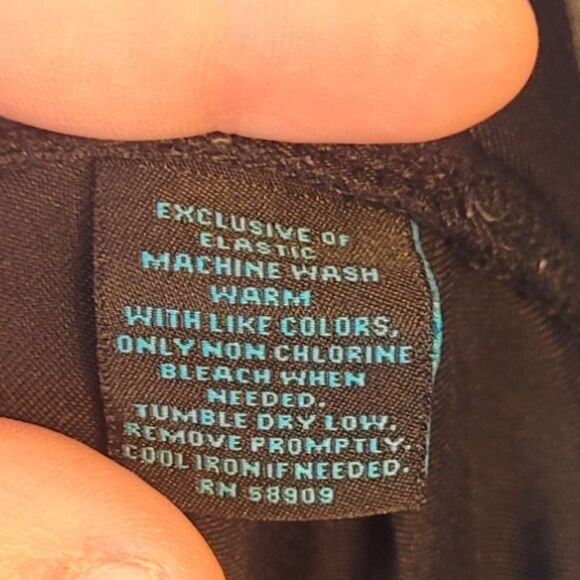 EXCLUSIVE OF
ELASTIC
MACHINE WASH
WARM
WITH LIKE COLORS,
ONLY NON CHLORINE
BLEACH WHEN
NEEDED.
TUMBLE DRY LOW.
REMOVE PROMPTLY.
COOL IRON IF NEEDED.
RN 58909